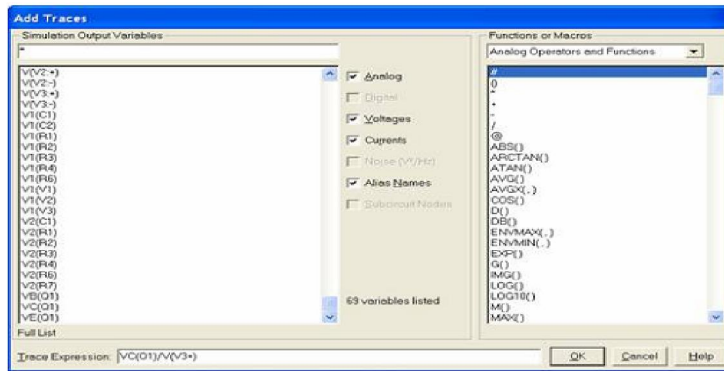 Add Traces
Simulation Output Variables
*
V(V2:+)
V(V2:-)
V(V3:+)
V(V3:-)
V1(C1)
V1(C2)
V1(R1)
V1(R2)
V1(R3)
V1(R4)
V1(R6)
V1(V1)
V1(V2)
V1(V3)
V2(C1)
V2(R1)
V2(R2)
V2(R3)
V2(R4)
V2(R6)
V2(R7)
VB(Q1)
VC(Q1)
VE(Q1)
Full List
Analog
Digital
Voltages
Currents
Noise (V²/Hz)
Alias Names
Subcircuit Nodes
69 variables listed
Functions or Macros
Analog Operators and Functions
()
*
+
-
/
@
ABS()
ARCTAN()
ATAN()
AVG()
AVGX(,)
COS()
D()
DB()
ENVMAX(,)
ENVMIN(,)
EXP()
G()
IMG()
LOG()
LOG10()
M()
MAX()
Trace Expression: VC(Q1)/V(V3+)
OK
Cancel
Help